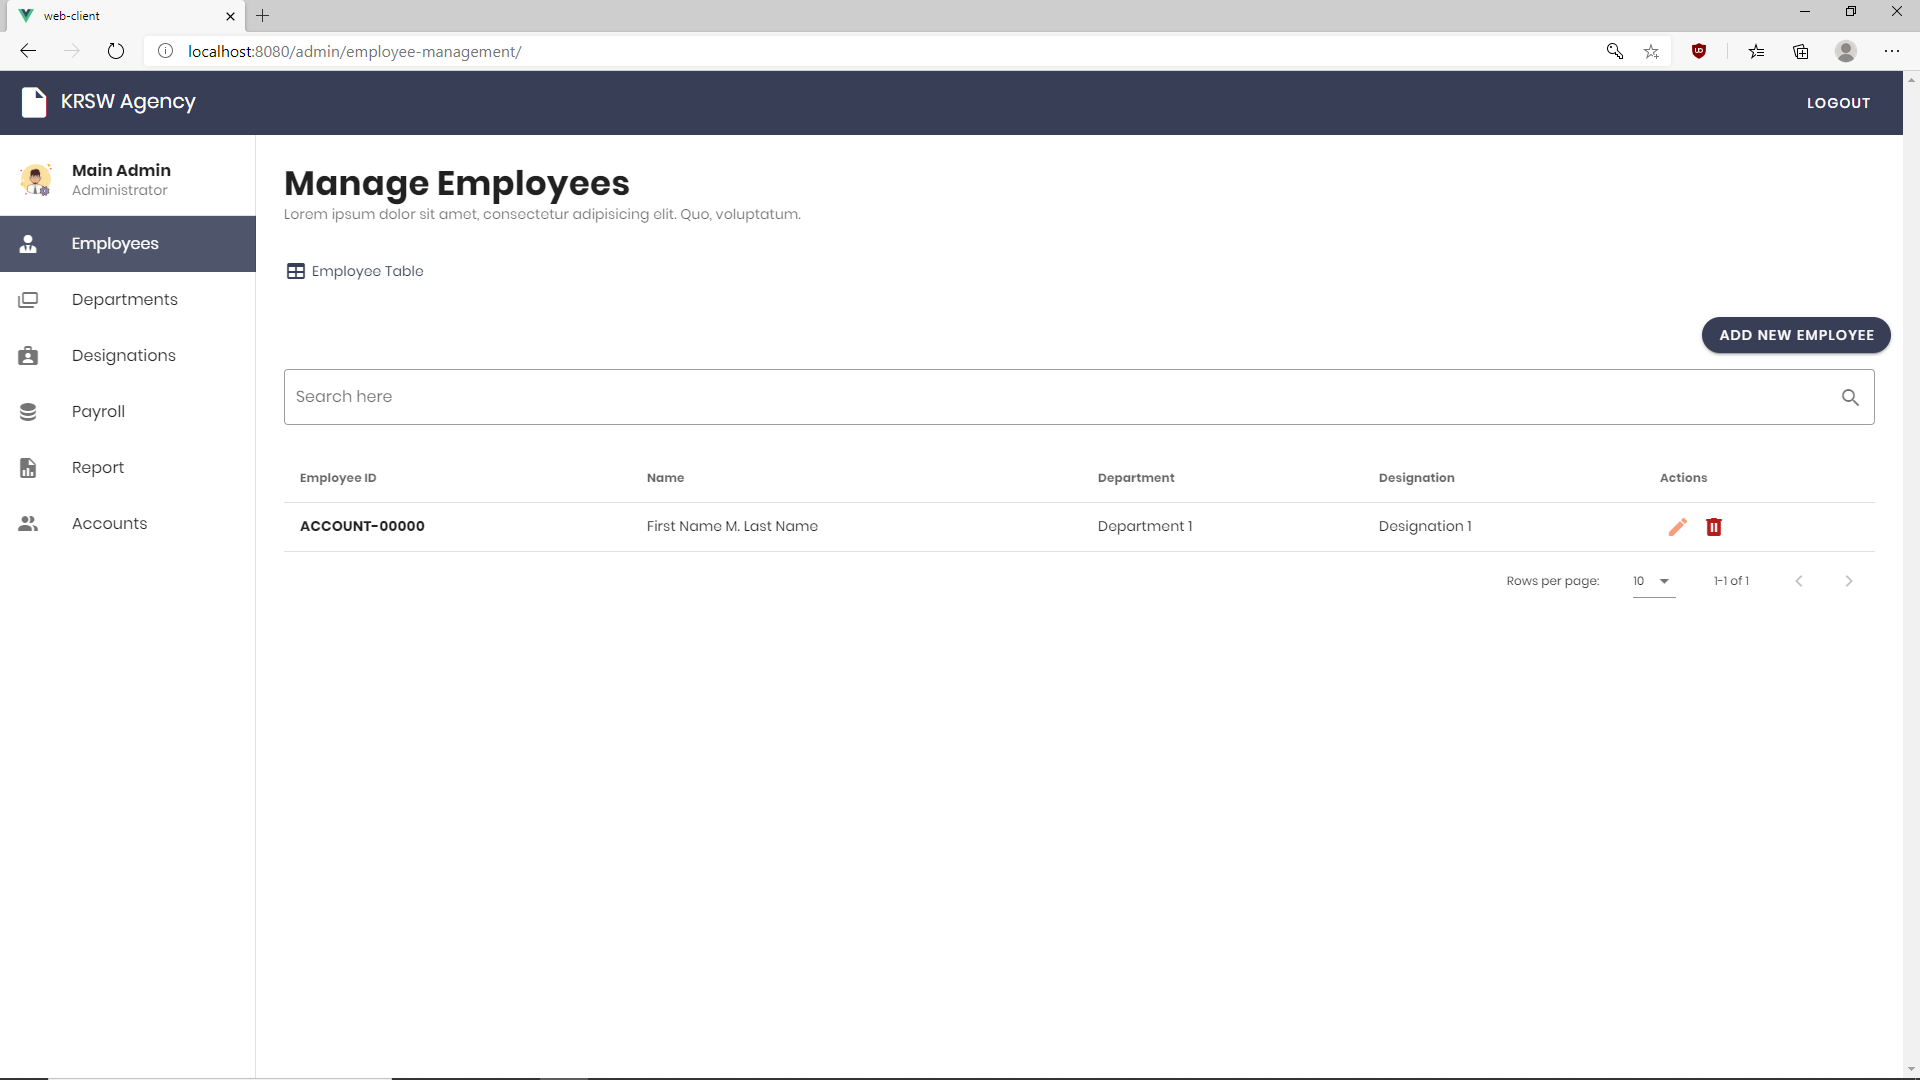 web-client
localhost:8080/admin/employee-management/
KRSW Agency
LOGOUT
Main Admin
Administrator
Employees
Departments
Designations
Payroll
Report
Accounts
Manage Employees
Lorem ipsum dolor sit amet, consectetur adipisicing elit. Quo, voluptatum.
Employee Table
ADD NEW EMPLOYEE
Search here
Employee ID Name Department Designation Actions
ACCOUNT-00000 First Name M. Last Name Department 1 Designation 1
Rows per page: 10 1-1 of 1